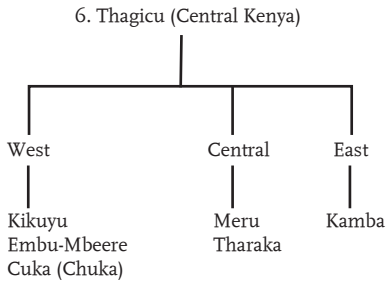 6. Thagicu (Central Kenya)
West Central East
Kikuyu Meru Kamba
Embu-Mbeere Tharaka
Cuka (Chuka)